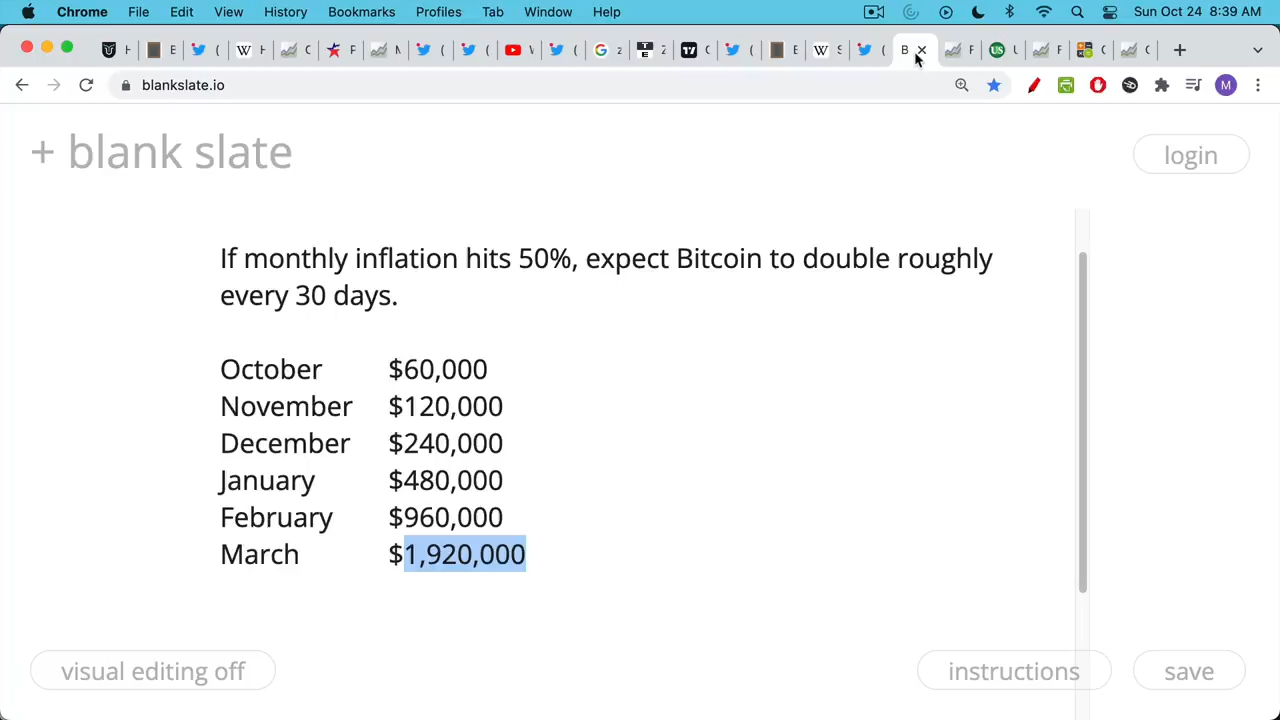 Chrome File Edit View History Bookmarks Profiles Tab Window Help Sun Oct 24 8:39 AM
blankslate.io
M
+ blank slate
login
If monthly inflation hits 50%, expect Bitcoin to double roughly
every 30 days.
October $60,000
November $120,000
December $240,000
January $480,000
February $960,000
March $1,920,000
visual editing off instructions save